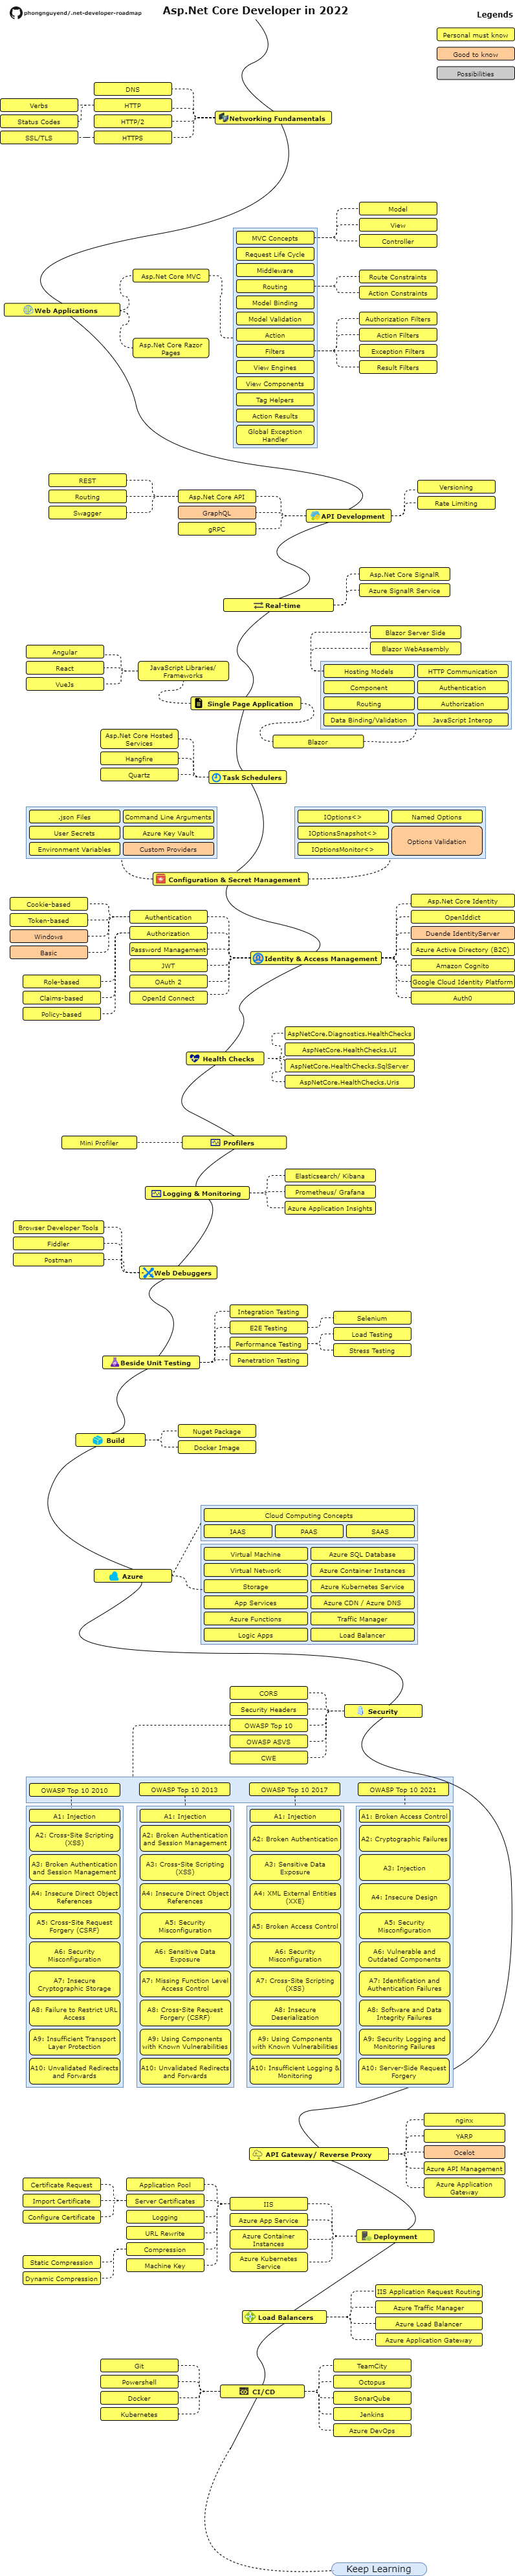 phongnguyend/.net-developer-roadmap
Asp.Net Core Developer in 2022
Legends
Personal must know
Good to know
Possibilities
DNS
HTTP
HTTP/2
HTTPS
Verbs
Status Codes
SSL/TLS
Networking Fundamentals
Model
View
Controller
MVC Concepts
Request Life Cycle
Middleware
Routing
Model Binding
Model Validation
Action
Filters
View Engines
View Components
Tag Helpers
Action Results
Global Exception
Handler
Route Constraints
Action Constraints
Authorization Filters
Action Filters
Exception Filters
Result Filters
Asp.Net Core MVC
Web Applications
Asp.Net Core Razor
Pages
REST
Routing
Swagger
Asp.Net Core API
GraphQL
gRPC
API Development
Versioning
Rate Limiting
Asp.Net Core SignalR
Azure SignalR Service
Real-time
Blazor Server Side
Blazor WebAssembly
Angular
React
VueJs
JavaScript Libraries/
Frameworks
Single Page Application
Hosting Models
HTTP Communication
Component
Authentication
Routing
Authorization
Data Binding/Validation
JavaScript Interop
Blazor
Asp.Net Core Hosted
Services
Hangfire
Quartz
Task Schedulers
.json Files
Command Line Arguments
User Secrets
Azure Key Vault
Environment Variables
Custom Providers
IOptions<>
Named Options
IOptionsSnapshot<>
Options Validation
IOptionsMonitor<>
Configuration & Secret Management
Cookie-based
Token-based
Windows
Basic
Role-based
Claims-based
Policy-based
Authentication
Authorization
Password Management
JWT
OAuth 2
OpenId Connect
Identity & Access Management
Asp.Net Core Identity
OpenIddict
Duende IdentityServer
Azure Active Directory (B2C)
Amazon Cognito
Google Cloud Identity Platform
Auth0
AspNetCore.Diagnostics.HealthChecks
AspNetCore.HealthChecks.UI
AspNetCore.HealthChecks.SqlServer
AspNetCore.HealthChecks.Uris
Health Checks
Mini Profiler
Profilers
Elasticsearch/ Kibana
Prometheus/ Grafana
Azure Application Insights
Logging & Monitoring
Browser Developer Tools
Fiddler
Postman
Web Debuggers
Integration Testing
E2E Testing
Performance Testing
Penetration Testing
Selenium
Load Testing
Stress Testing
Beside Unit Testing
Nuget Package
Docker Image
Build
Cloud Computing Concepts
IAAS
PAAS
SAAS
Azure
Virtual Machine
Azure SQL Database
Virtual Network
Azure Container Instances
Storage
Azure Kubernetes Service
App Services
Azure CDN / Azure DNS
Azure Functions
Traffic Manager
Logic Apps
Load Balancer
CORS
Security Headers
OWASP Top 10
OWASP ASVS
CWE
Security
OWASP Top 10 2010
A1: Injection
A2: Cross-Site Scripting
(XSS)
A3: Broken Authentication
and Session Management
A4: Insecure Direct Object
References
A5: Cross-Site Request
Forgery (CSRF)
A6: Security
Misconfiguration
A7: Insecure
Cryptographic Storage
A8: Failure to Restrict URL
Access
A9: Insufficient Transport
Layer Protection
A10: Unvalidated Redirects
and Forwards
OWASP Top 10 2013
A1: Injection
A2: Broken Authentication
and Session Management
A3: Cross-Site Scripting
(XSS)
A4: Insecure Direct Object
References
A5: Security
Misconfiguration
A6: Sensitive Data
Exposure
A7: Missing Function Level
Access Control
A8: Cross-Site Request
Forgery (CSRF)
A9: Using Components
with Known Vulnerabilities
A10: Unvalidated Redirects
and Forwards
OWASP Top 10 2017
A1: Injection
A2: Broken Authentication
A3: Sensitive Data
Exposure
A4: XML External Entities
(XXE)
A5: Broken Access Control
A6: Security
Misconfiguration
A7: Cross-Site Scripting
(XSS)
A8: Insecure
Deserialization
A9: Using Components
with Known Vulnerabilities
A10: Insufficient Logging &
Monitoring
OWASP Top 10 2021
A1: Broken Access Control
A2: Cryptographic Failures
A3: Injection
A4: Insecure Design
A5: Security
Misconfiguration
A6: Vulnerable and
Outdated Components
A7: Identification and
Authentication Failures
A8: Software and Data
Integrity Failures
A9: Security Logging and
Monitoring Failures
A10: Server-Side Request
Forgery
API Gateway/ Reverse Proxy
nginx
YARP
Ocelot
Azure API Management
Azure Application
Gateway
Certificate Request
Import Certificate
Configure Certificate
Static Compression
Dynamic Compression
Application Pool
Server Certificates
Logging
URL Rewrite
Compression
Machine Key
IIS
Azure App Service
Azure Container
Instances
Azure Kubernetes
Service
Deployment
IIS Application Request Routing
Azure Traffic Manager
Azure Load Balancer
Azure Application Gateway
Load Balancers
Git
Powershell
Docker
Kubernetes
CI/CD
TeamCity
Octopus
SonarQube
Jenkins
Azure DevOps
Keep Learning